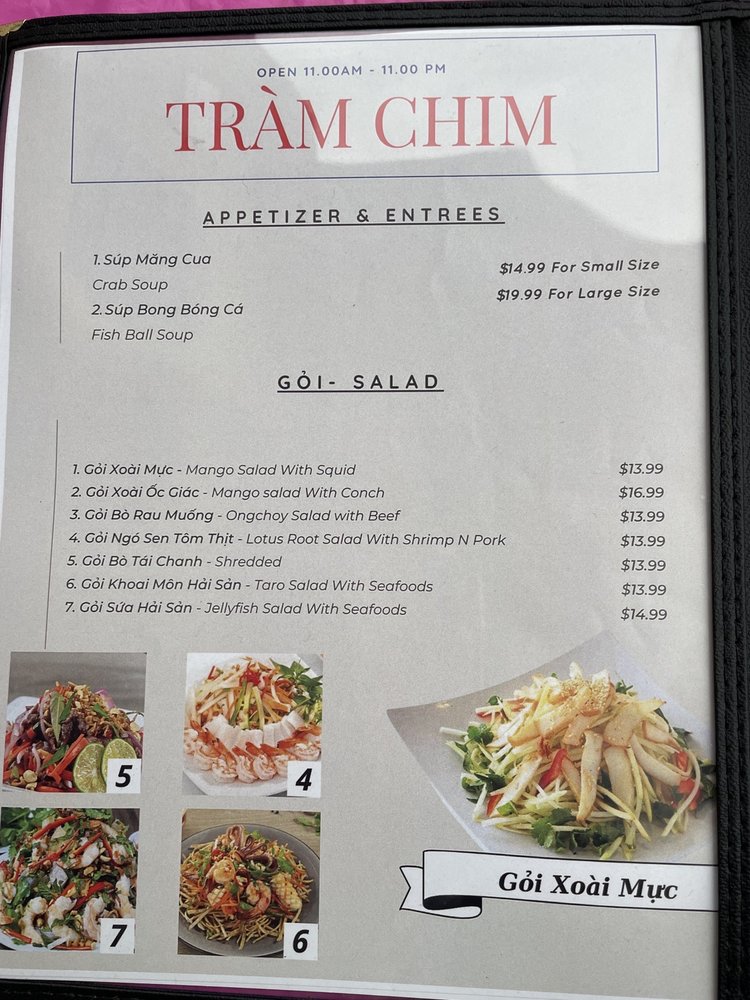 OPEN 11.00AM - 11.00 PM
TRÀM CHIM
APPETIZER & ENTREES
1. Súp Măng Cua
Crab Soup
$14.99 For Small Size
2. Súp Bong Bóng Cá
$19.99 For Large Size
Fish Ball Soup
GỎI- SALAD
1. Gỏi Xoài Mực - Mango Salad With Squid $13.99
2. Gỏi Xoài Ốc Giác - Mango salad With Conch $16.99
3. Gỏi Bò Rau Muống - Ongchoy Salad with Beef $13.99
4. Gỏi Ngó Sen Tôm Thịt - Lotus Root Salad With Shrimp N Pork $13.99
5. Gỏi Bò Tái Chanh - Shredded $13.99
6. Gỏi Khoai Môn Hải Sản - Taro Salad With Seafoods $13.99
7. Gỏi Sứa Hải Sản - Jellyfish Salad With Seafoods $14.99
5
4
7
6
Gỏi Xoài Mực